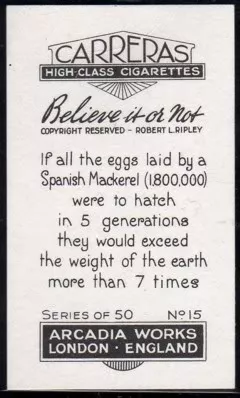 CARRERAS
HIGH-CLASS CIGARETTES
Believe it or Not
COPYRIGHT RESERVED - ROBERT L. RIPLEY
If all the eggs laid by a
Spanish Mackerel (1,800,000)
were to hatch
in 5 generations
they would exceed
the weight of the earth
more than 7 times
SERIES OF 50 No 15
ARCADIA WORKS
LONDON · ENGLAND